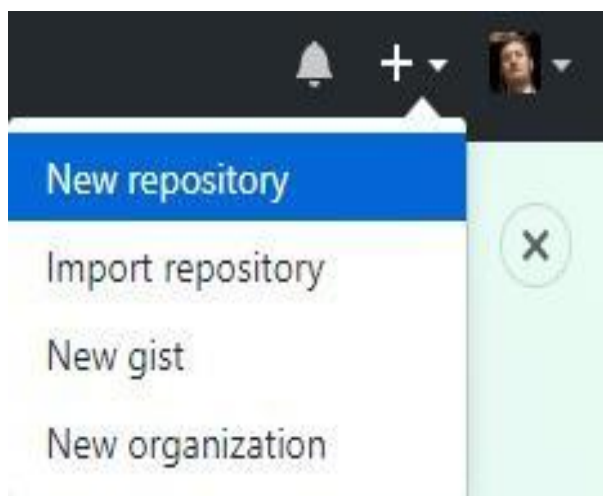 New repository
Import repository
New gist
New organization